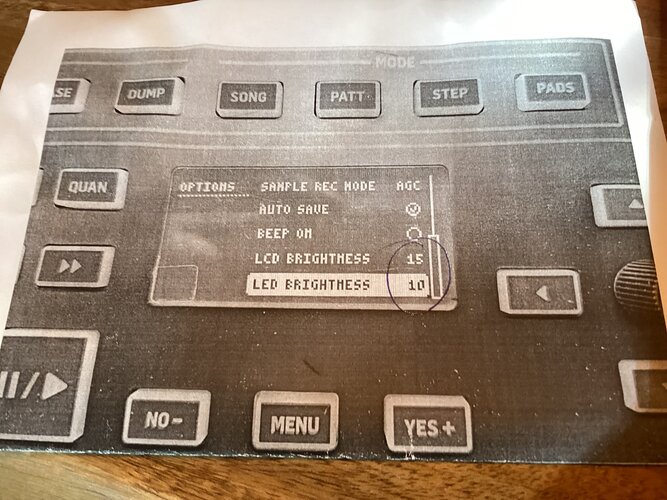 MODE
SE DUMP SONG PATT STEP PADS
QUAN
OPTIONS SAMPLE REC MODE AGC
AUTO SAVE
BEEP ON
LCD BRIGHTNESS 15
LED BRIGHTNESS 10
NO- MENU YES+